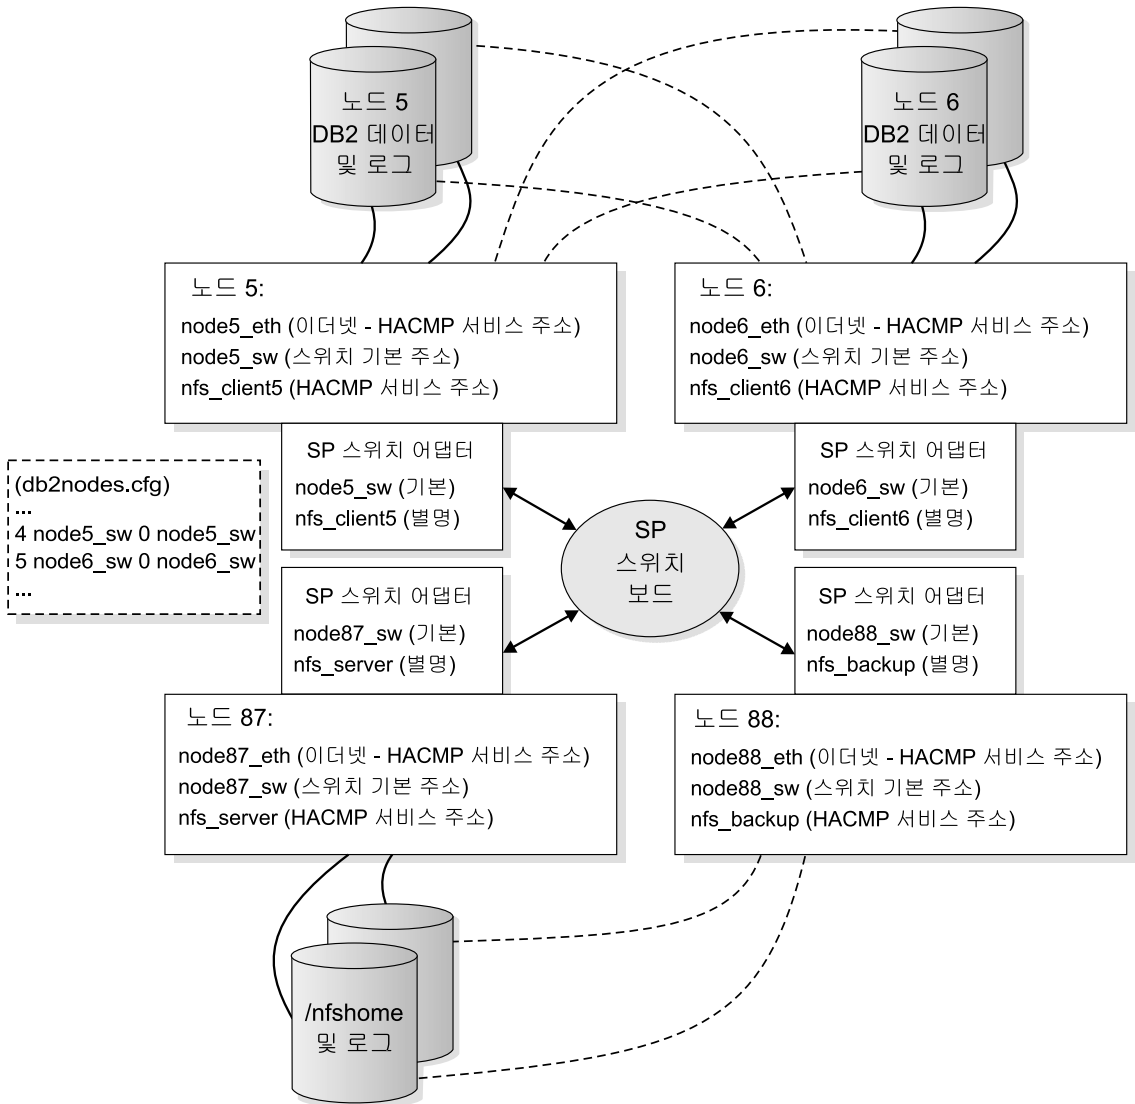 노드 5
DB2 데이터
및 로그
노드 6
DB2 데이터
및 로그
노드 5:
node5_eth (이더넷 - HACMP 서비스 주소)
node5_sw (스위치 기본 주소)
nfs_client5 (HACMP 서비스 주소)
노드 6:
node6_eth (이더넷 - HACMP 서비스 주소)
node6_sw (스위치 기본 주소)
nfs_client6 (HACMP 서비스 주소)
SP 스위치 어댑터
node5_sw (기본)
nfs_client5 (별명)
SP 스위치 어댑터
node6_sw (기본)
nfs_client6 (별명)
(db2nodes.cfg)
...
4 node5_sw 0 node5_sw
5 node6_sw 0 node6_sw
...
SP
스위치
보드
SP 스위치 어댑터
node87_sw (기본)
nfs_server (별명)
SP 스위치 어댑터
node88_sw (기본)
nfs_backup (별명)
노드 87:
node87_eth (이더넷 - HACMP 서비스 주소)
node87_sw (스위치 기본 주소)
nfs_server (HACMP 서비스 주소)
노드 88:
node88_eth (이더넷 - HACMP 서비스 주소)
node88_sw (스위치 기본 주소)
nfs_backup (HACMP 서비스 주소)
/nfshome
및 로그